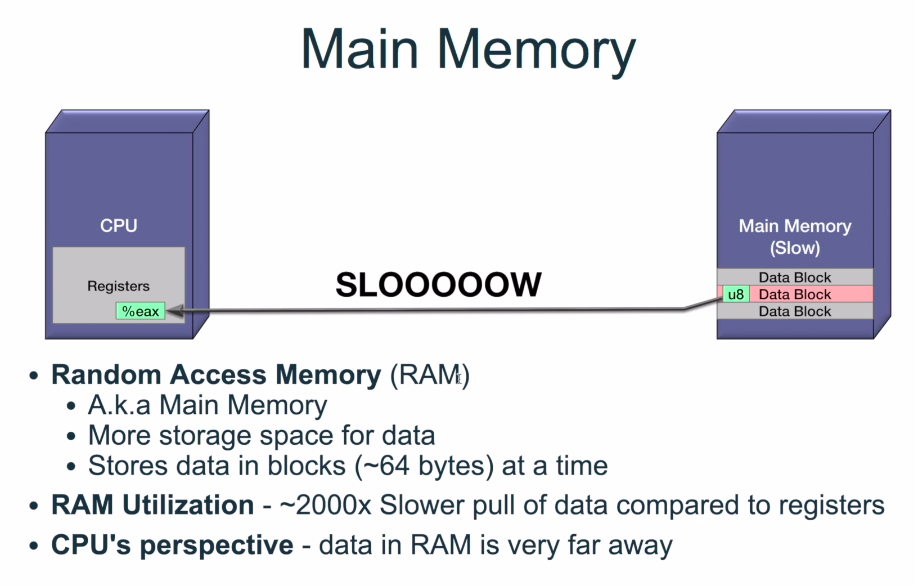 Main Memory
CPU
Registers
%eax
SLOOOOOW
Main Memory
(Slow)
Data Block
u8 Data Block
Data Block
• Random Access Memory (RAM)
• A.k.a Main Memory
• More storage space for data
• Stores data in blocks (~64 bytes) at a time
• RAM Utilization - ~2000x Slower pull of data compared to registers
• CPU's perspective - data in RAM is very far away